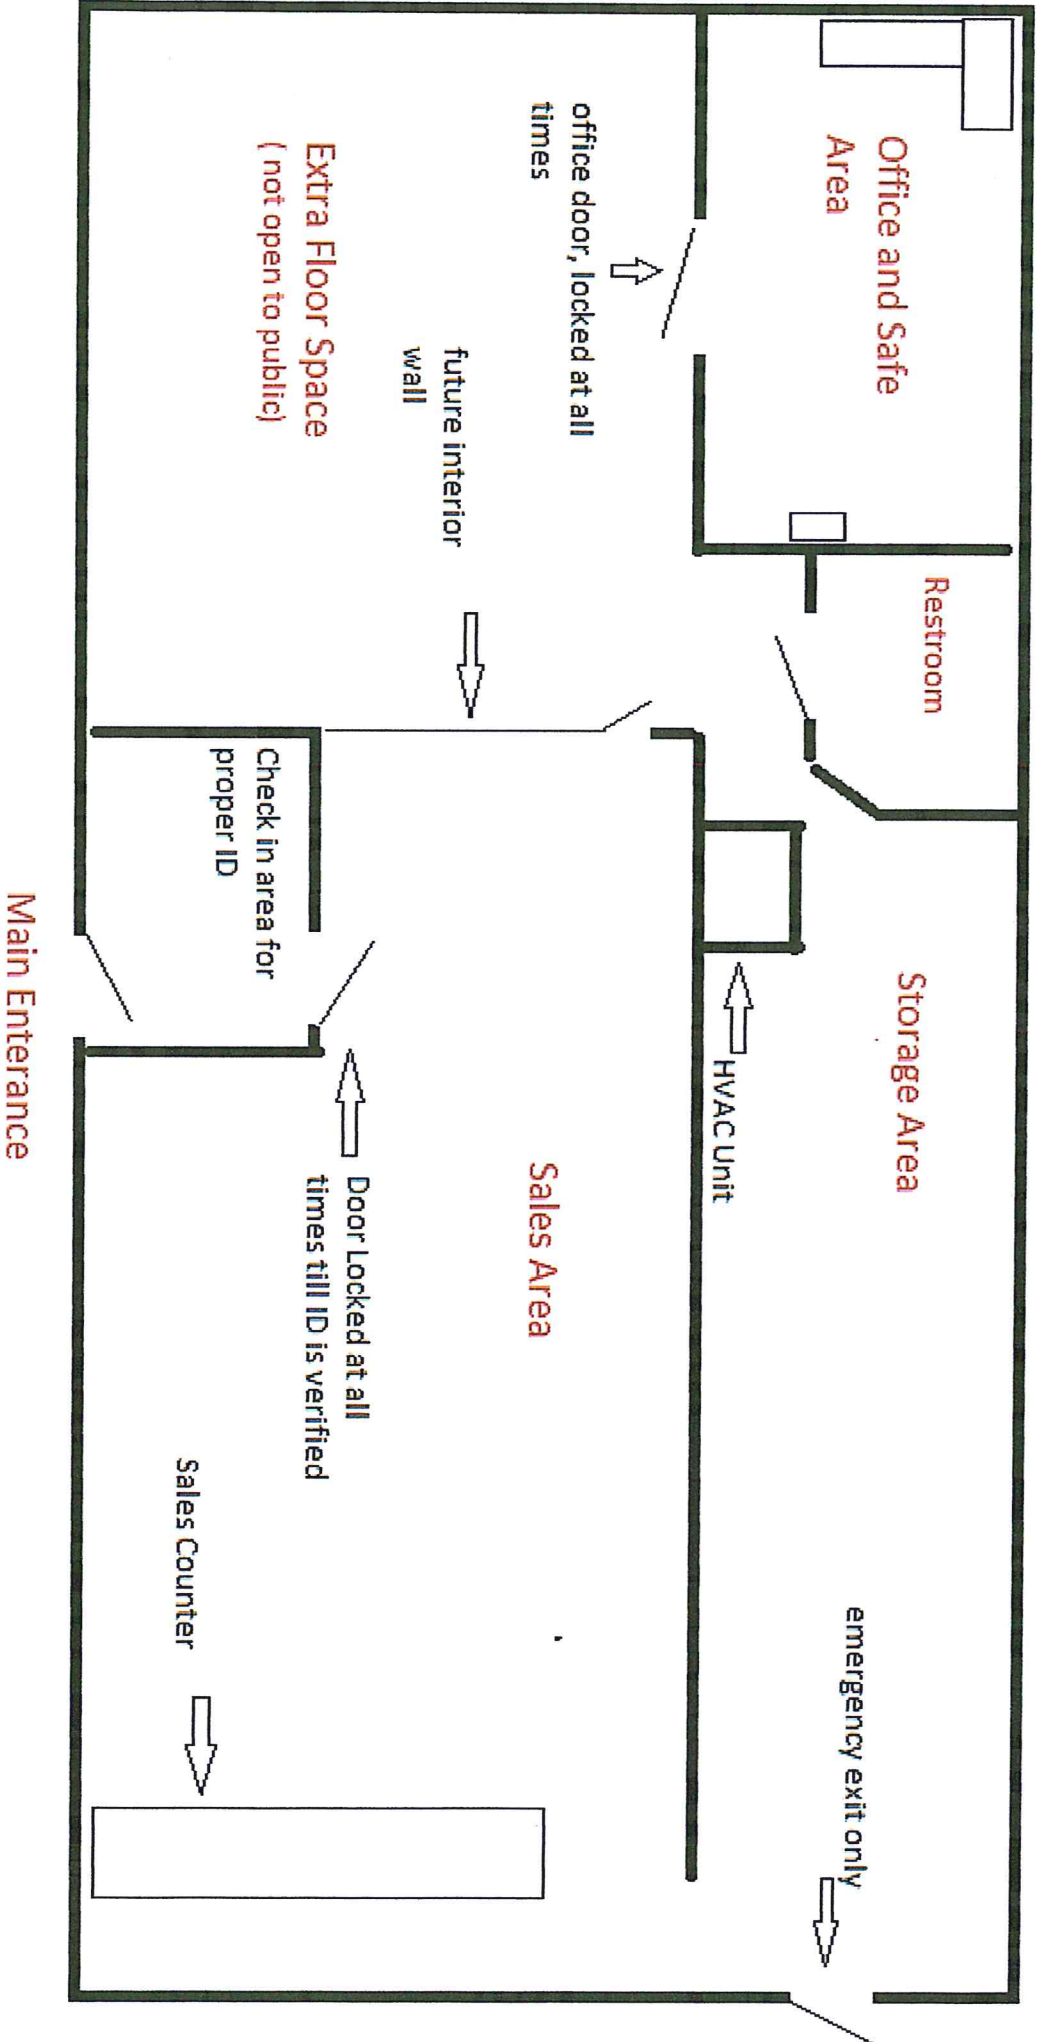 Office and Safe
Area
Restroom
Storage Area
emergency exit only
HVAC Unit
office door, locked at all
times
future interior
wall
Sales Area
Extra Floor Space
( not open to public)
Check in area for
proper ID
Door Locked at all
times till ID is verified
Sales Counter
Main Enterance